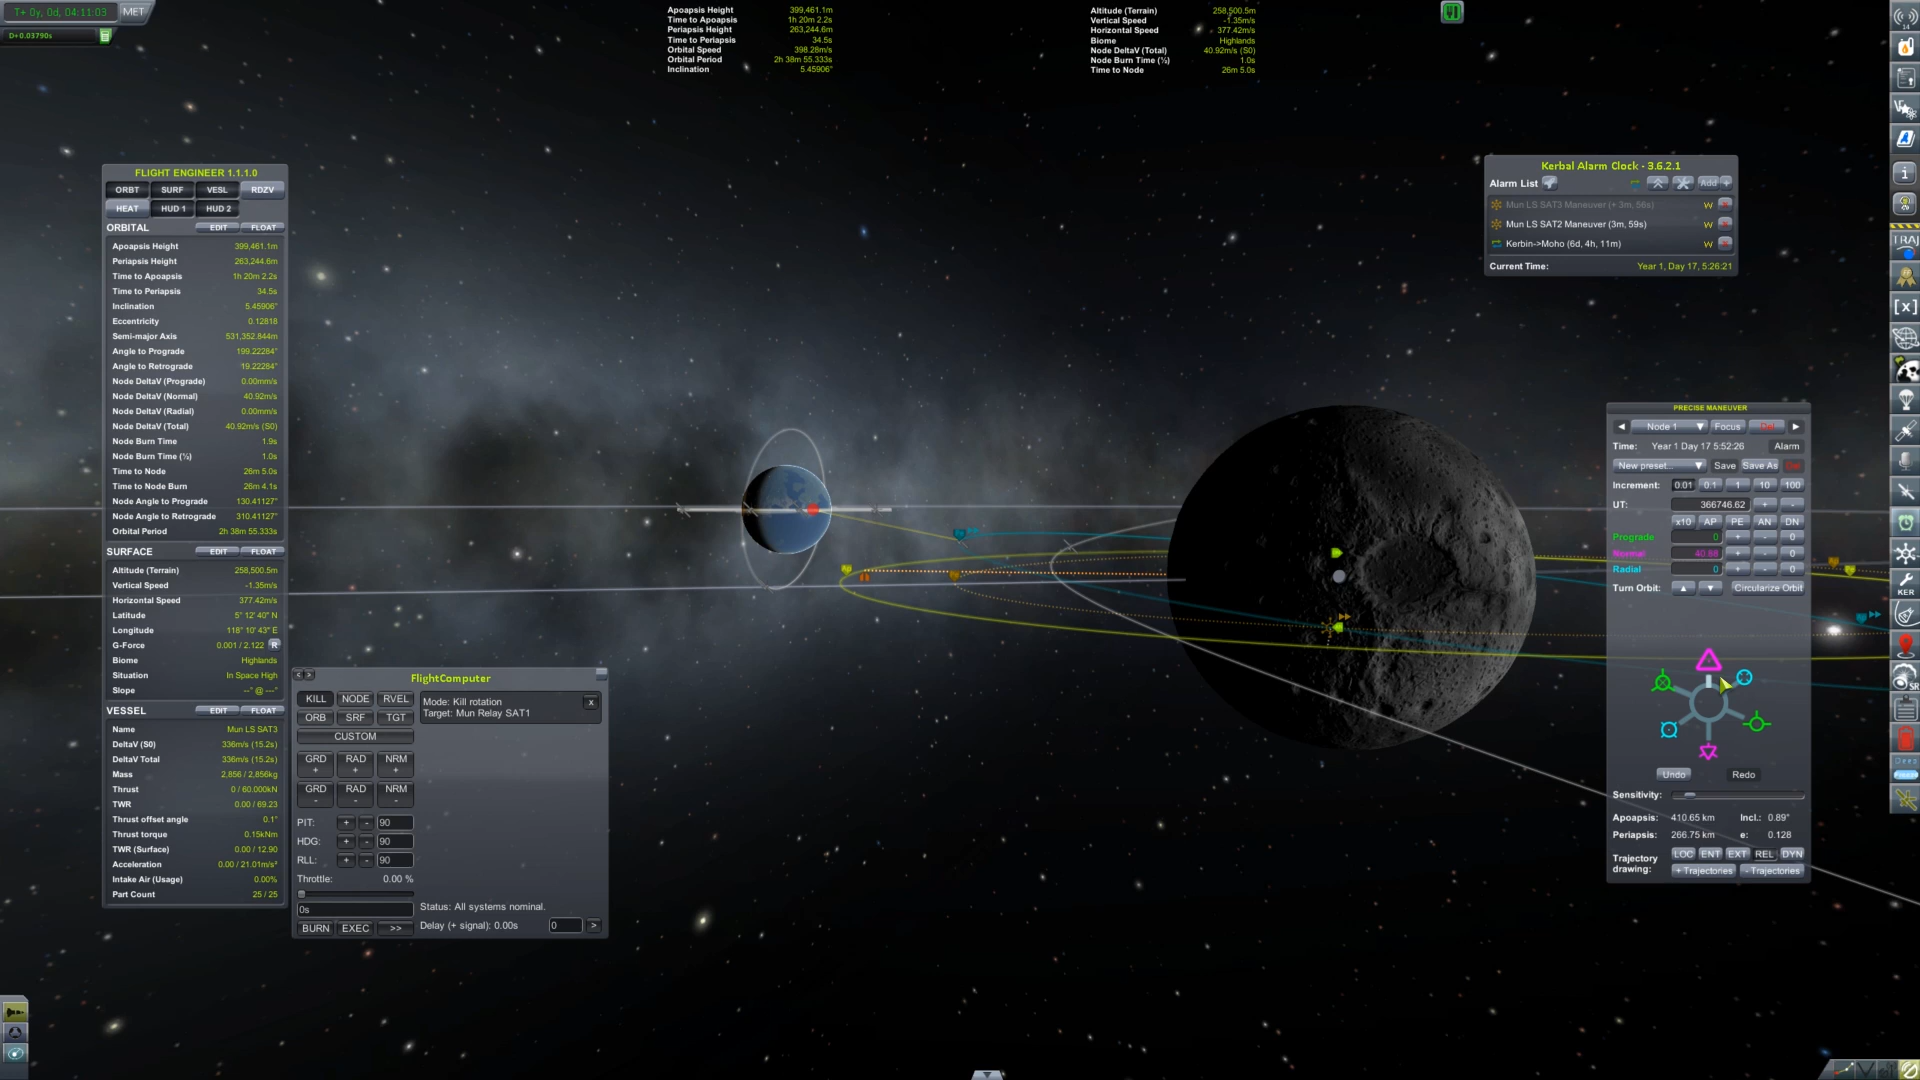 T+ 0y, 0d, 04:11:03 MET
D+0.03790s
Apoapsis Height 399,461.1m
Time to Apoapsis 1h 20m 2.2s
Periapsis Height 263,244.6m
Time to Periapsis 34.5s
Orbital Speed 398.28m/s
Orbital Period 2h 38m 55.333s
Inclination 5.45906°
Altitude (Terrain) 258,500.5m
Vertical Speed -1.35m/s
Horizontal Speed 377.42m/s
Biome Highlands
Node DeltaV (Total) 40.92m/s (S0)
Node Burn Time (½) 1.0s
Time to Node 26m 5.0s
FLIGHT ENGINEER 1.1.1.0
ORBT SURF VESL RDZV
HEAT HUD 1 HUD 2
ORBITAL EDIT FLOAT
Apoapsis Height 399,461.1m
Periapsis Height 263,244.6m
Time to Apoapsis 1h 20m 2.2s
Time to Periapsis 34.5s
Inclination 5.45906°
Eccentricity 0.12818
Semi-major Axis 531,352.844m
Angle to Prograde 199.22284°
Angle to Retrograde 19.22284°
Node DeltaV (Prograde) 0.00mm/s
Node DeltaV (Normal) 40.92m/s
Node DeltaV (Radial) 0.00mm/s
Node DeltaV (Total) 40.92m/s (S0)
Node Burn Time 1.9s
Node Burn Time (½) 1.0s
Time to Node 26m 5.0s
Time to Node Burn 26m 4.1s
Node Angle to Prograde 130.41127°
Node Angle to Retrograde 310.41127°
Orbital Period 2h 38m 55.333s
SURFACE EDIT FLOAT
Altitude (Terrain) 258,500.5m
Vertical Speed -1.35m/s
Horizontal Speed 377.42m/s
Latitude 5° 12' 40" N
Longitude 118° 10' 43" E
G-Force 0.001 / 2.122 R
Biome Highlands
Situation In Space High
Slope --° @ ---°
VESSEL EDIT FLOAT
Name Mun LS SAT3
DeltaV (S0) 336m/s (15.2s)
DeltaV Total 336m/s (15.2s)
Mass 2,856 / 2,856kg
Thrust 0 / 60.000kN
TWR 0.00 / 69.23
Thrust offset angle 0.1°
Thrust torque 0.15kNm
TWR (Surface) 0.00 / 12.90
Acceleration 0.00 / 21.01m/s²
Intake Air (Usage) 0.00%
Part Count 25 / 25
< > FlightComputer
KILL NODE RVEL
ORB SRF TGT
CUSTOM
GRD + RAD + NRM +
GRD - RAD - NRM -
PIT: + - 90
HDG: + - 90
RLL: + - 90
Throttle: 0.00 %
0s
BURN EXEC >>
Mode: Kill rotation x
Target: Mun Relay SAT1
Status: All systems nominal.
Delay (+ signal): 0.00s 0 >
Kerbal Alarm Clock - 3.6.2.1
Alarm List Add +
Mun LS SAT3 Maneuver (+ 3m, 56s)
Mun LS SAT2 Maneuver (3m, 59s)
Kerbin->Moho (6d, 4h, 11m)
Current Time: Year 1, Day 17, 5:26:21
PRECISE MANEUVER
Node 1 Focus Del
Time: Year 1 Day 17 5:52:26 Alarm
New preset... Save Save As Del
Increment: 0.01 0.1 1 10 100
UT: 366746.62 + -
x10 AP PE AN DN
Prograde 0 + - 0
Normal 40.88 + - 0
Radial 0 + - 0
Turn Orbit: Circularize Orbit
Undo Redo
Sensitivity:
Apoapsis: 410.65 km Incl.: 0.89°
Periapsis: 266.75 km e: 0.128
Trajectory drawing: LOC ENT EXT REL DYN
+ Trajectories - Trajectories
TRAJ
[x]
KER
SR